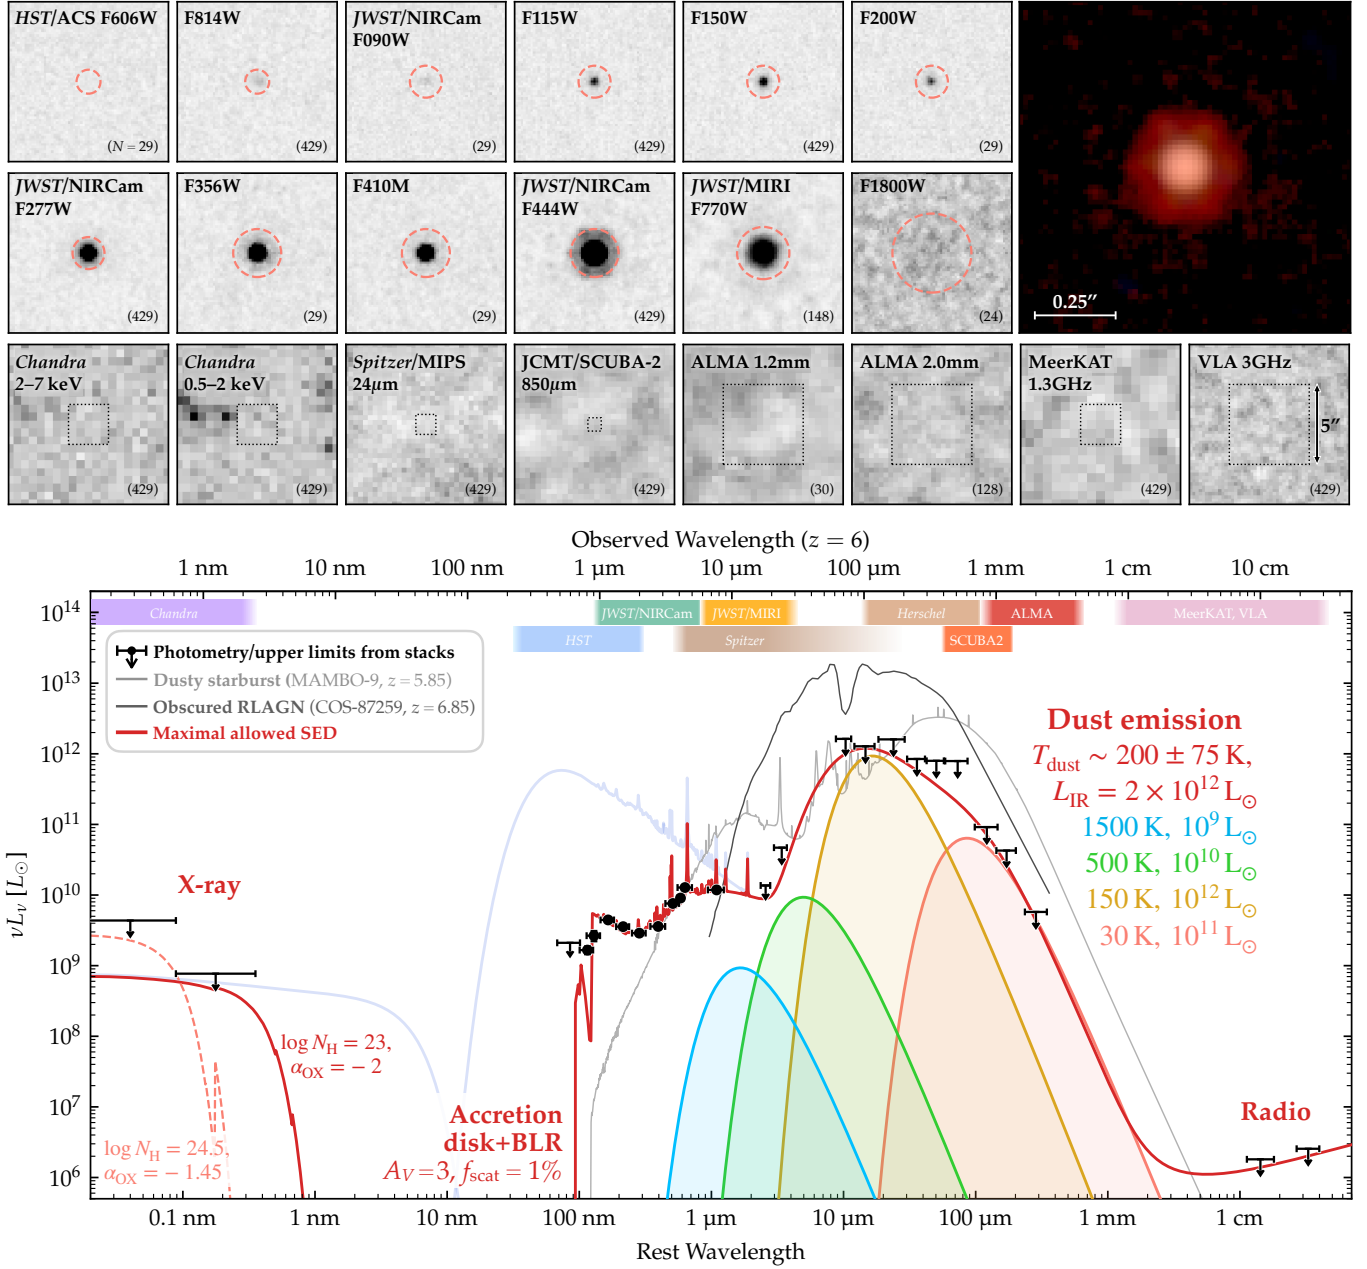 HST/ACS F606W
(N = 29)
F814W
(429)
JWST/NIRCam
F090W
(29)
F115W
(429)
F150W
(429)
F200W
(29)
JWST/NIRCam
F277W
(429)
F356W
(29)
F410M
(29)
JWST/NIRCam
F444W
(429)
JWST/MIRI
F770W
(148)
F1800W
(24)
0.25″
Chandra
2–7 keV
(429)
Chandra
0.5–2 keV
(429)
Spitzer/MIPS
24μm
(429)
JCMT/SCUBA-2
850μm
(429)
ALMA 1.2mm
(30)
ALMA 2.0mm
(128)
MeerKAT
1.3GHz
(429)
VLA 3GHz
5″
(429)
Observed Wavelength (z = 6)
1 nm 10 nm 100 nm 1 μm 10 μm 100 μm 1 mm 1 cm 10 cm
Chandra JWST/NIRCam JWST/MIRI Herschel ALMA MeerKAT, VLA
HST Spitzer SCUBA2
Photometry/upper limits from stacks
Dusty starburst (MAMBO-9, z = 5.85)
Obscured RLAGN (COS-87259, z = 6.85)
Maximal allowed SED
Dust emission
T_dust ∼ 200 ± 75 K,
L_IR = 2 × 10^12 L_⊙
1500 K, 10^9 L_⊙
500 K, 10^10 L_⊙
150 K, 10^12 L_⊙
30 K, 10^11 L_⊙
X-ray
log N_H = 23,
α_OX = − 2
log N_H = 24.5,
α_OX = − 1.45
Accretion
disk+BLR
A_V = 3, f_scat = 1%
Radio
νL_ν [L_⊙]
10^14
10^13
10^12
10^11
10^10
10^9
10^8
10^7
10^6
0.1 nm 1 nm 10 nm 100 nm 1 μm 10 μm 100 μm 1 mm 1 cm
Rest Wavelength